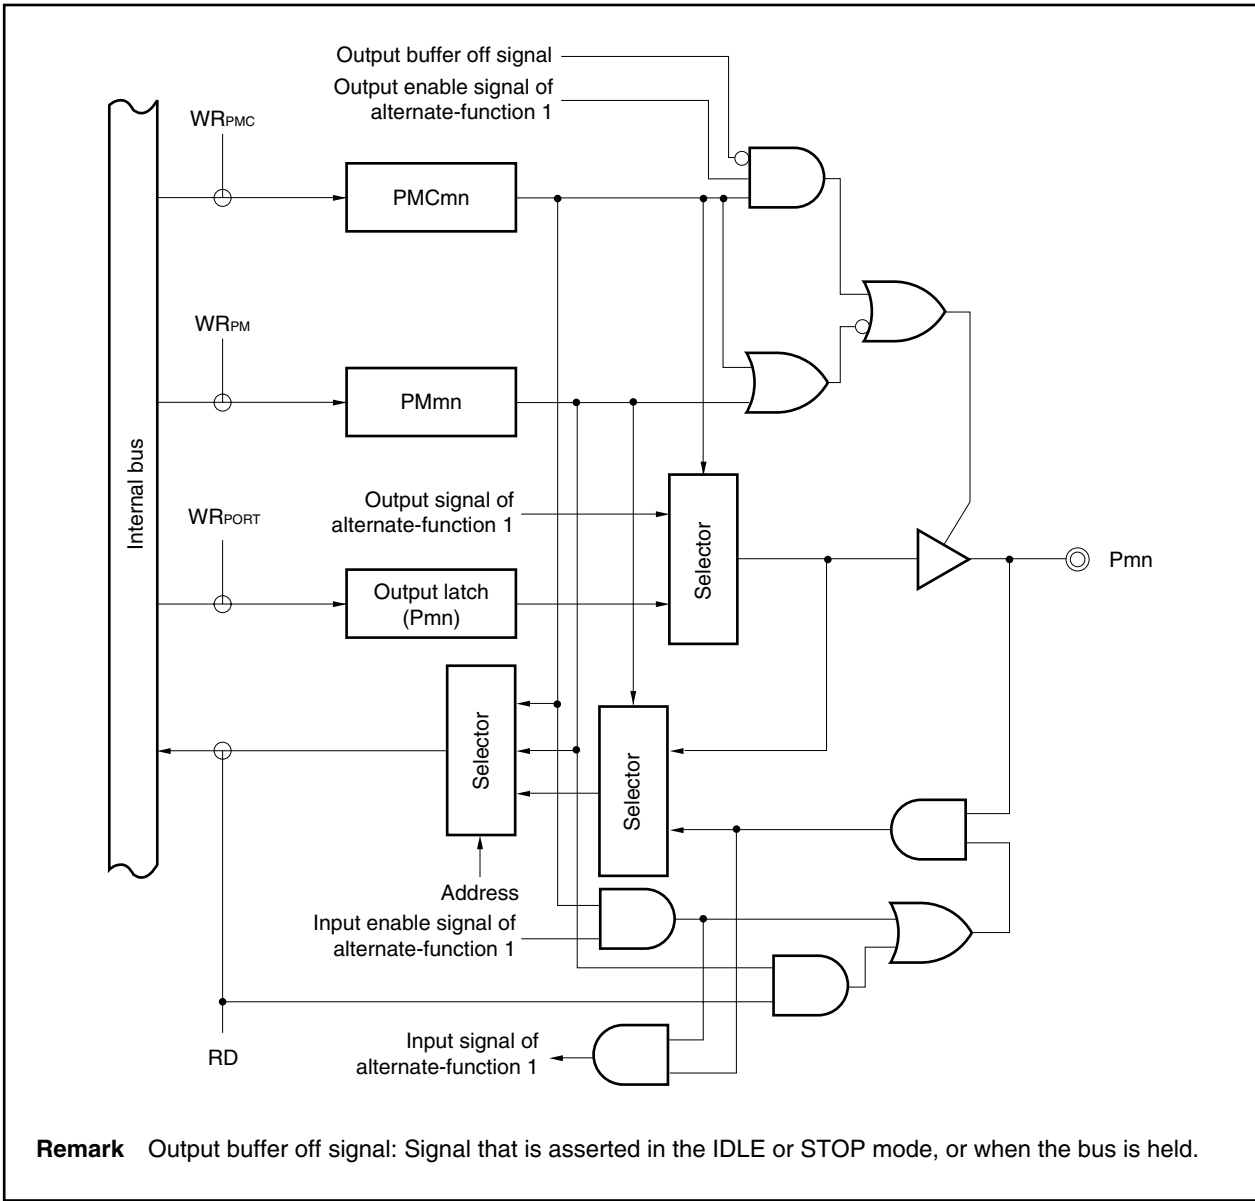 Output buffer off signal
Output enable signal of
alternate-function 1
WRPMC
PMCmn
WRPM
PMmn
Internal bus
Output signal of
alternate-function 1
WRPORT
Selector
Pmn
Output latch
(Pmn)
Selector
Selector
Address
Input enable signal of
alternate-function 1
RD
Input signal of
alternate-function 1
Remark Output buffer off signal: Signal that is asserted in the IDLE or STOP mode, or when the bus is held.